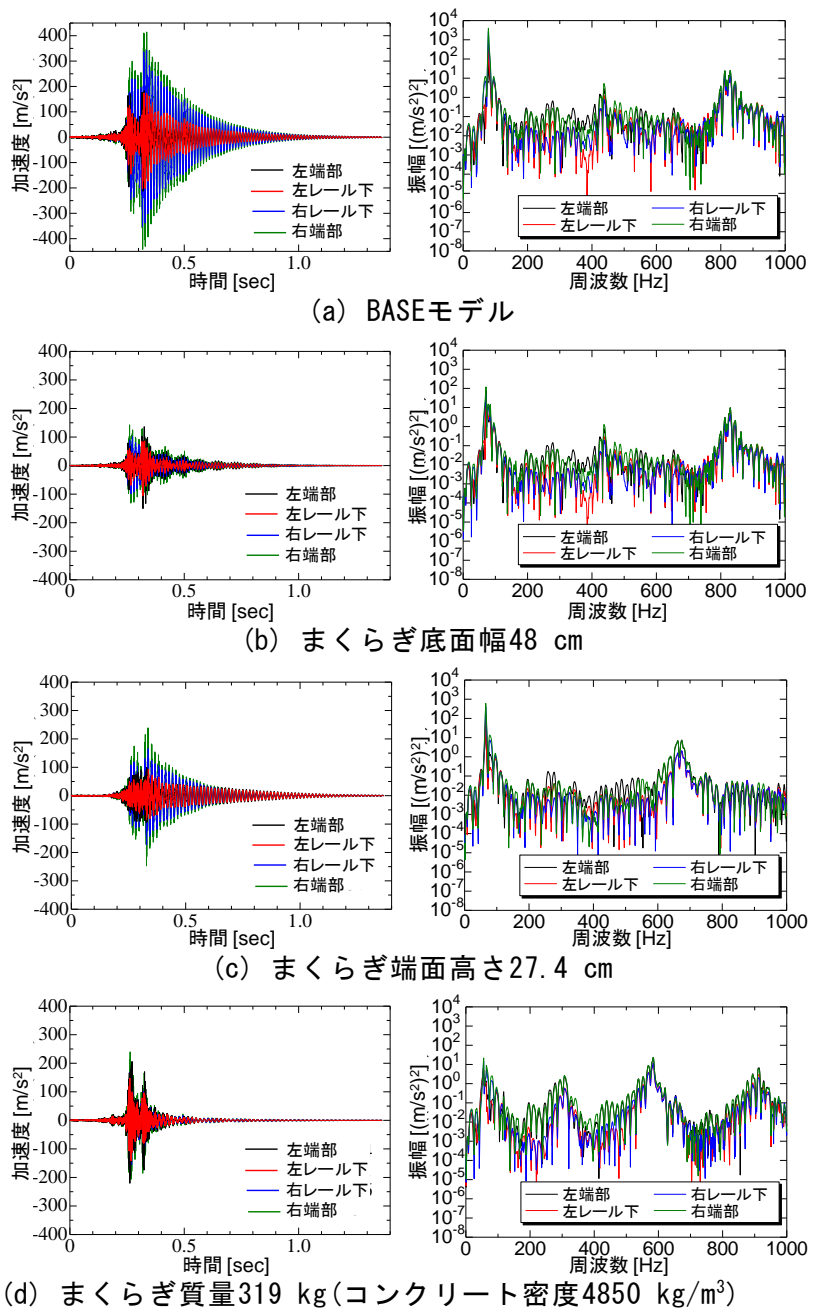 加速度 [m/s²]
400
300
200
100
0
-100
-200
-300
-400
左端部
左レール下
右レール下
右端部
0 0.5 1.0
時間 [sec]
振幅 [(m/s²)²]
10⁴
10³
10²
10¹
10⁰
10⁻¹
10⁻²
10⁻³
10⁻⁴
10⁻⁵
10⁻⁶
10⁻⁷
10⁻⁸
左端部 右レール下
左レール下 右端部
0 200 400 600 800 1000
周波数 [Hz]
(a) BASEモデル
加速度 [m/s²]
400
300
200
100
0
-100
-200
-300
-400
左端部
左レール下
右レール下
右端部
0 0.5 1.0
時間 [sec]
振幅 [(m/s²)²]
10⁴
10³
10²
10¹
10⁰
10⁻¹
10⁻²
10⁻³
10⁻⁴
10⁻⁵
10⁻⁶
10⁻⁷
10⁻⁸
左端部 右レール下
左レール下 右端部
0 200 400 600 800 1000
周波数 [Hz]
(b) まくらぎ底面幅48 cm
加速度 [m/s²]
400
300
200
100
0
-100
-200
-300
-400
左端部
左レール下
右レール下
右端部
0 0.5 1.0
時間 [sec]
振幅 [(m/s²)²]
10⁴
10³
10²
10¹
10⁰
10⁻¹
10⁻²
10⁻³
10⁻⁴
10⁻⁵
10⁻⁶
10⁻⁷
10⁻⁸
左端部 右レール下
左レール下 右端部
0 200 400 600 800 1000
周波数 [Hz]
(c) まくらぎ端面高さ27.4 cm
加速度 [m/s²]
400
300
200
100
0
-100
-200
-300
-400
左端部
左レール下
右レール下
右端部
0 0.5 1.0
時間 [sec]
振幅 [(m/s²)²]
10⁴
10³
10²
10¹
10⁰
10⁻¹
10⁻²
10⁻³
10⁻⁴
10⁻⁵
10⁻⁶
10⁻⁷
10⁻⁸
左端部 右レール下
左レール下 右端部
0 200 400 600 800 1000
周波数 [Hz]
(d) まくらぎ質量319 kg(コンクリート密度4850 kg/m³)